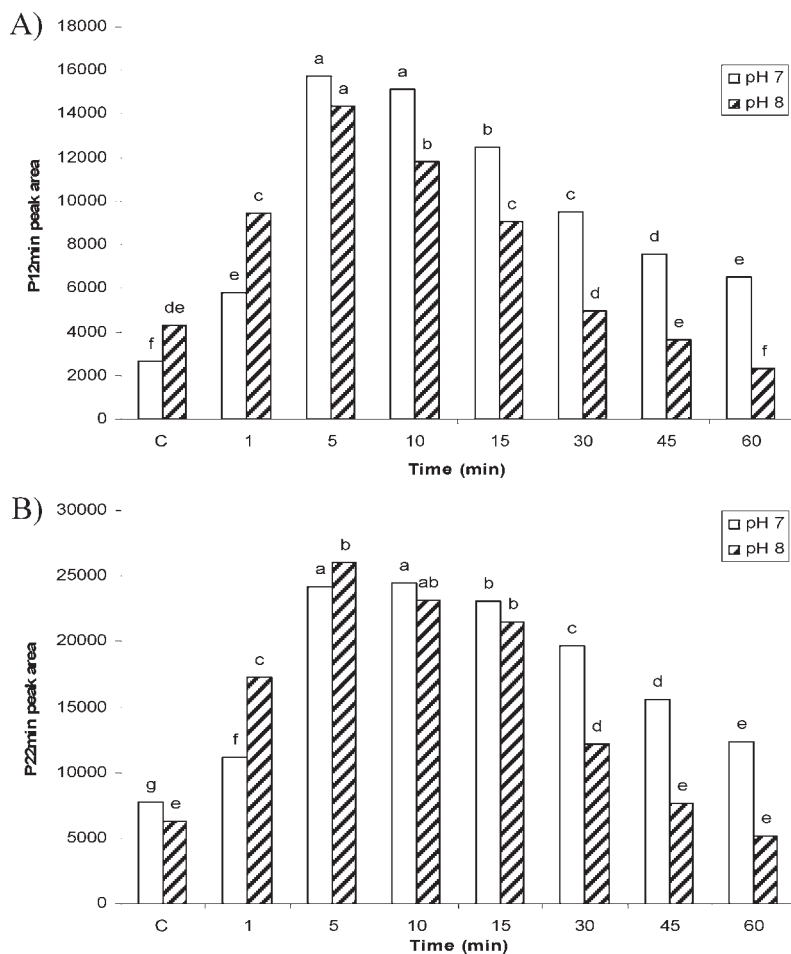 A)
18000
16000
14000
12000
10000
8000
6000
4000
2000
0
P12min peak area
f de
e c
a a
a b
b c
c d
d e
e f
pH 7
pH 8
C 1 5 10 15 30 45 60
Time (min)
B)
30000
25000
20000
15000
10000
5000
0
P22min peak area
g e
f c
a b
a ab
b b
c d
d e
e e
pH 7
pH 8
C 1 5 10 15 30 45 60
Time (min)